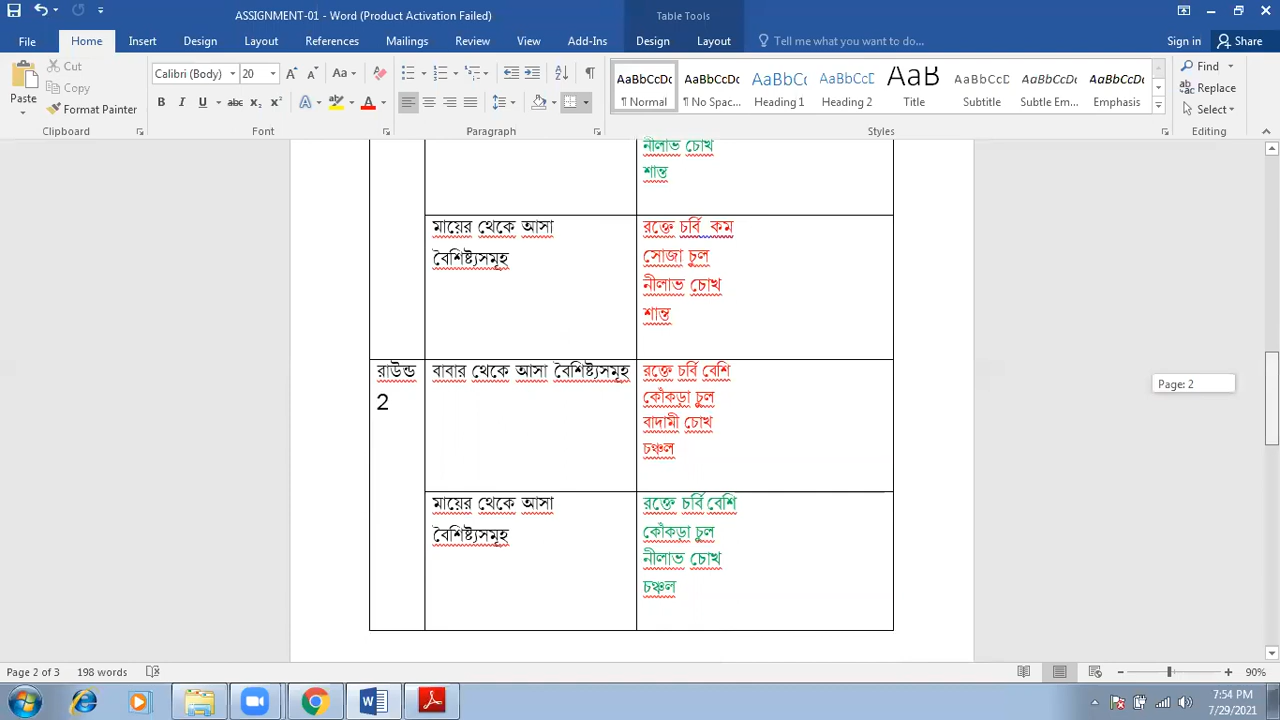 ASSIGNMENT-01 - Word (Product Activation Failed)
Table Tools
File Home Insert Design Layout References Mailings Review View Add-Ins Design Layout Tell me what you want to do... Sign in Share
Cut
Copy
Paste
Format Painter
Calibri (Body) 20
AaBbCcDc AaBbCcDc AaBbCc AaBbCcC AaB AaBbCcD AaBbCcDc AaBbCcDc
¶ Normal ¶ No Spac... Heading 1 Heading 2 Title Subtitle Subtle Em... Emphasis
Find
Replace
Select
Clipboard Font Paragraph Styles Editing
নীলাভ চোখ
শান্ত
মায়ের থেকে আসা
বৈশিষ্ট্যসমূহ
রক্তে চর্বি কম
সোজা চুল
নীলাভ চোখ
শান্ত
রাউন্ড
2
বাবার থেকে আসা বৈশিষ্ট্যসমূহ
রক্তে চর্বি বেশি
কোঁকড়া চুল
বাদামী চোখ
চঞ্চল
মায়ের থেকে আসা
বৈশিষ্ট্যসমূহ
রক্তে চর্বি বেশি
কোঁকড়া চুল
নীলাভ চোখ
চঞ্চল
Page: 2
Page 2 of 3 198 words
90%
7:54 PM
7/29/2021